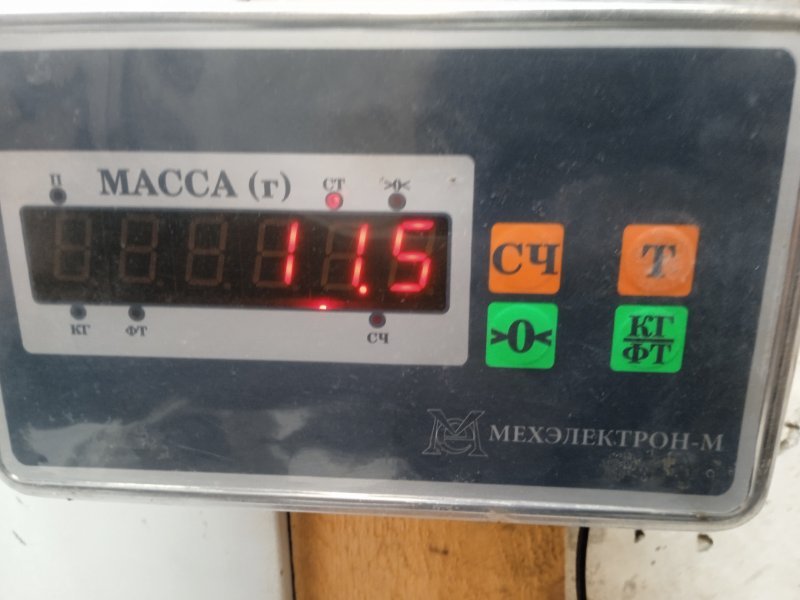 П МАССА (г) СТ >0<
11.5
КГ ФТ СЧ
СЧ Т
>0< КГ
ФТ
МЕХЭЛЕКТРОН-М